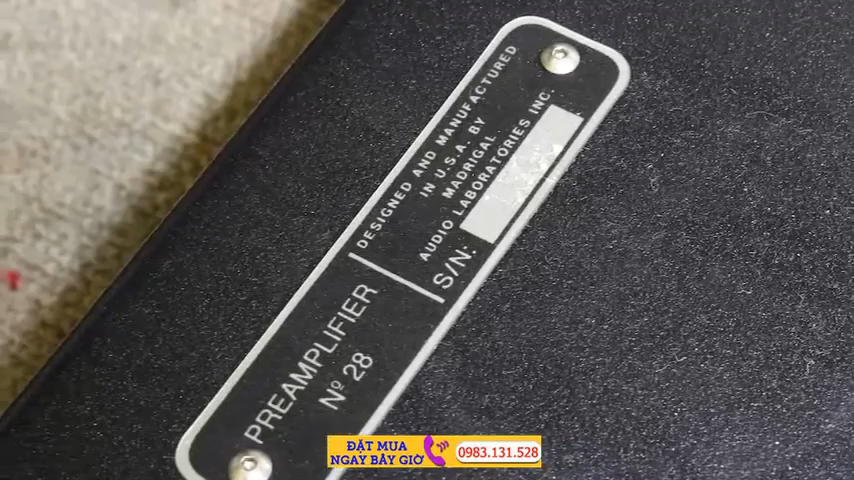 DESIGNED AND MANUFACTURED
IN U.S.A. BY
MADRIGAL
AUDIO LABORATORIES INC.
S/N:
PREAMPLIFIER
Nº 28
ĐẶT MUA
NGAY BÂY GIỜ
0983.131.528